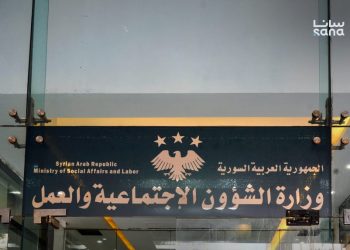 سانا
sana
Syrian Arab Republic
Ministry of Social Affairs and Labor
الجمهورية العربية السورية
وزارة الشؤون الاجتماعية والعمل